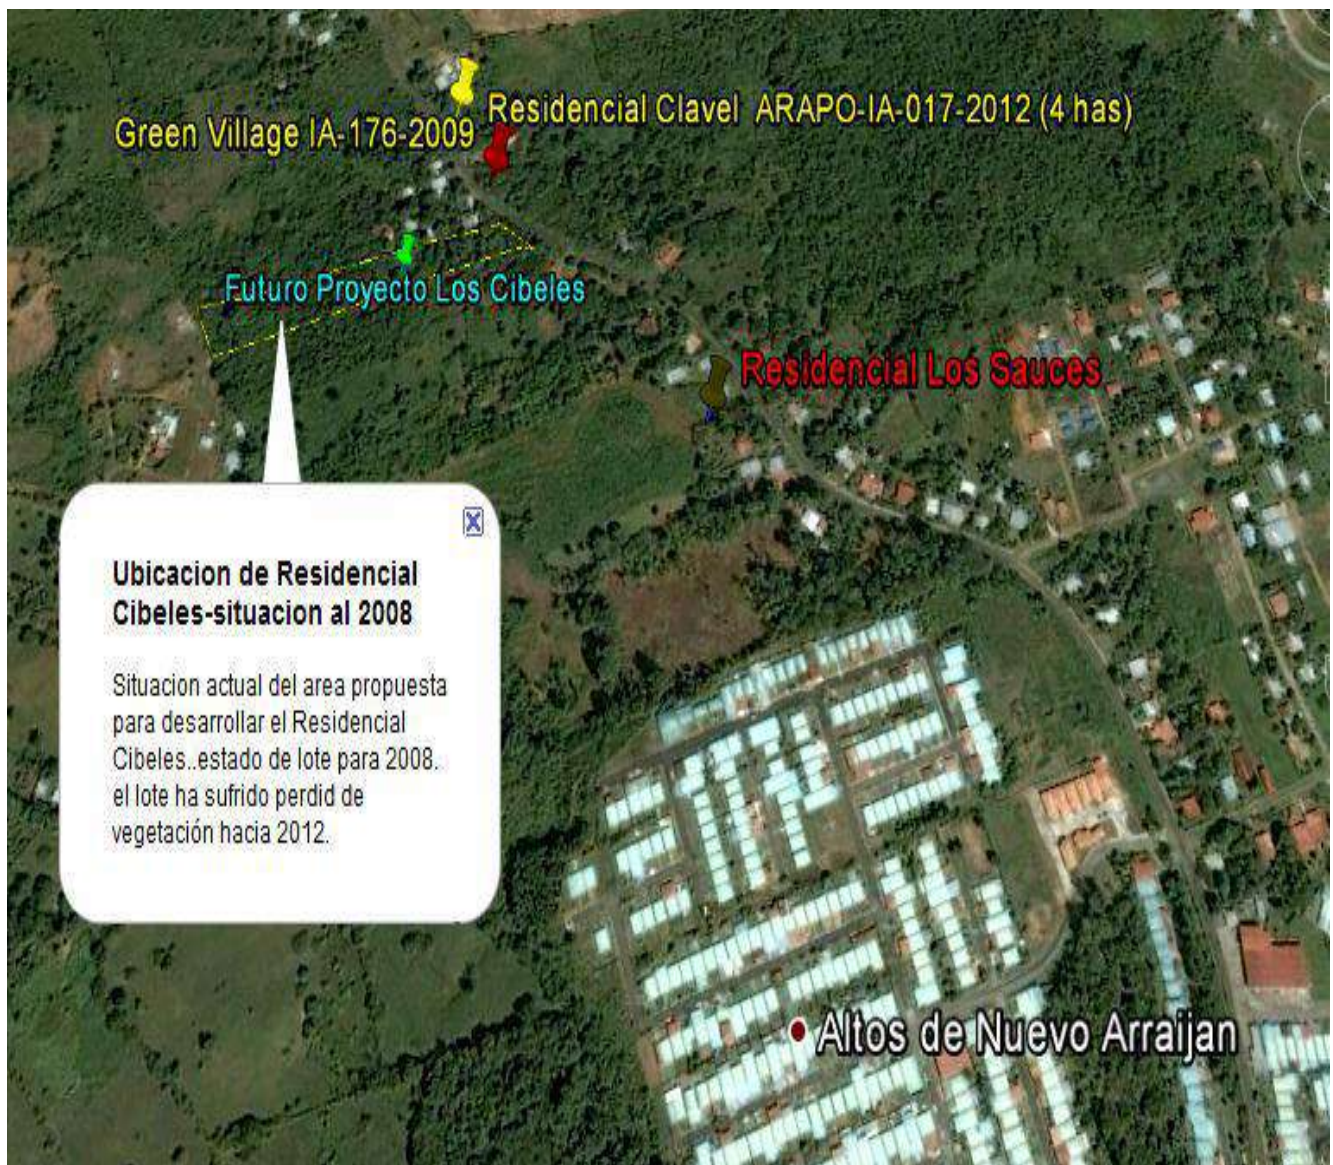 Residencial Clavel ARAPO-IA-017-2012 (4 has)
Green Village IA-176-2009
Futuro Proyecto Los Cibeles
Residencial Los Sauces
Ubicacion de Residencial
Cibeles-situacion al 2008
Situacion actual del area propuesta
para desarrollar el Residencial
Cibeles..estado de lote para 2008.
el lote ha sufrido perdid de
vegetación hacia 2012.
Altos de Nuevo Arraijan